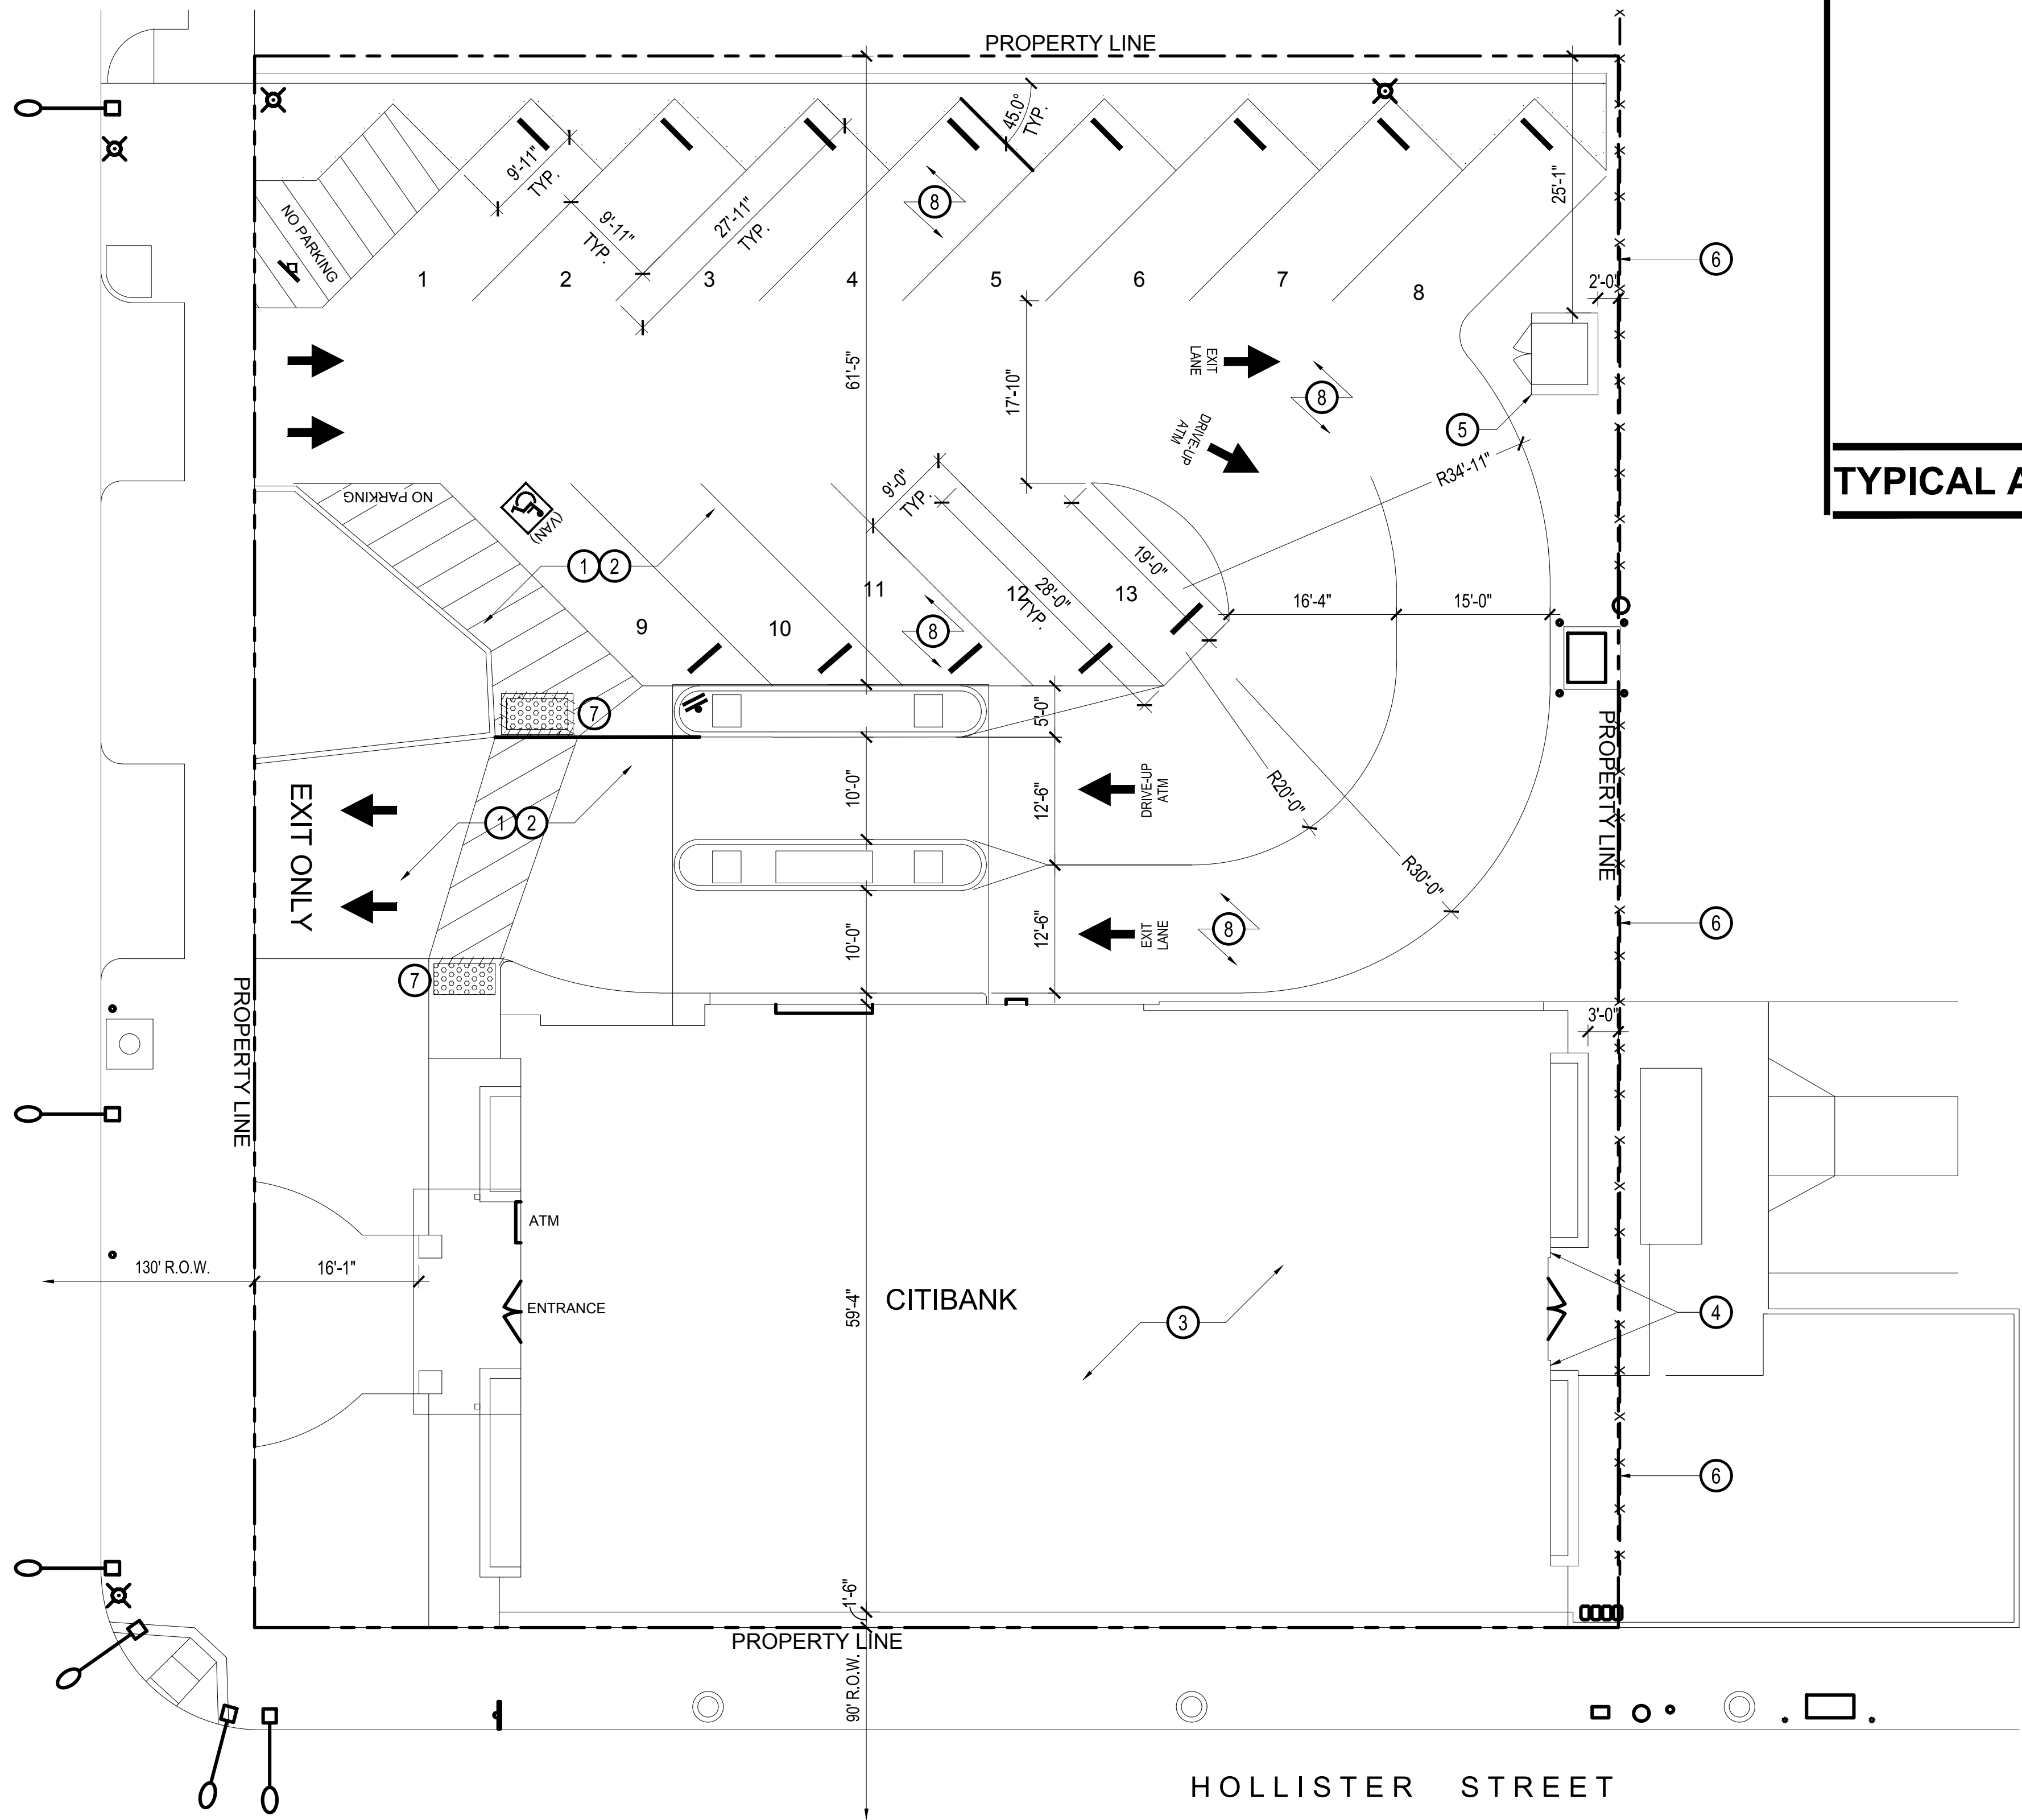 PROPERTY LINE
45.0°
TYP.
9'-11"
TYP.
9'-11"
TYP.
27'-11"
TYP.
25'-1"
8
NO PARKING
1
2
3
4
5
6
7
8
6
2'-0"
61'-5"
17'-10"
EXIT
LANE
8
DRIVE-UP
ATM
5
R34'-11"
TYPICAL A
NO PARKING
(VAN)
9'-0"
TYP.
1
2
19'-0"
28'-0"
TYP.
9
10
11
12
13
8
16'-4"
15'-0"
7
5'-0"
PROPERTY LINE
EXIT ONLY
1
2
10'-0"
12'-6"
DRIVE-UP
ATM
R20'-0"
R30'-0"
10'-0"
12'-6"
EXIT
LANE
8
6
7
PROPERTY LINE
3'-0"
ATM
130' R.O.W.
16'-1"
ENTRANCE
59'-4"
CITIBANK
3
4
6
1'-6"
PROPERTY LINE
90' R.O.W.
HOLLISTER STREET